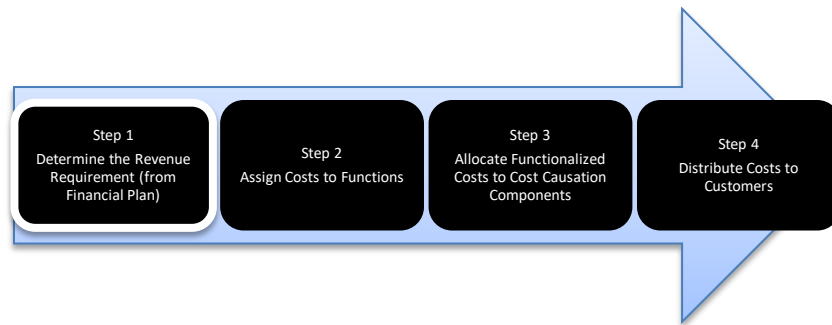 Step 1
Determine the Revenue
Requirement (from
Financial Plan)
Step 2
Assign Costs to Functions
Step 3
Allocate Functionalized
Costs to Cost Causation
Components
Step 4
Distribute Costs to
Customers